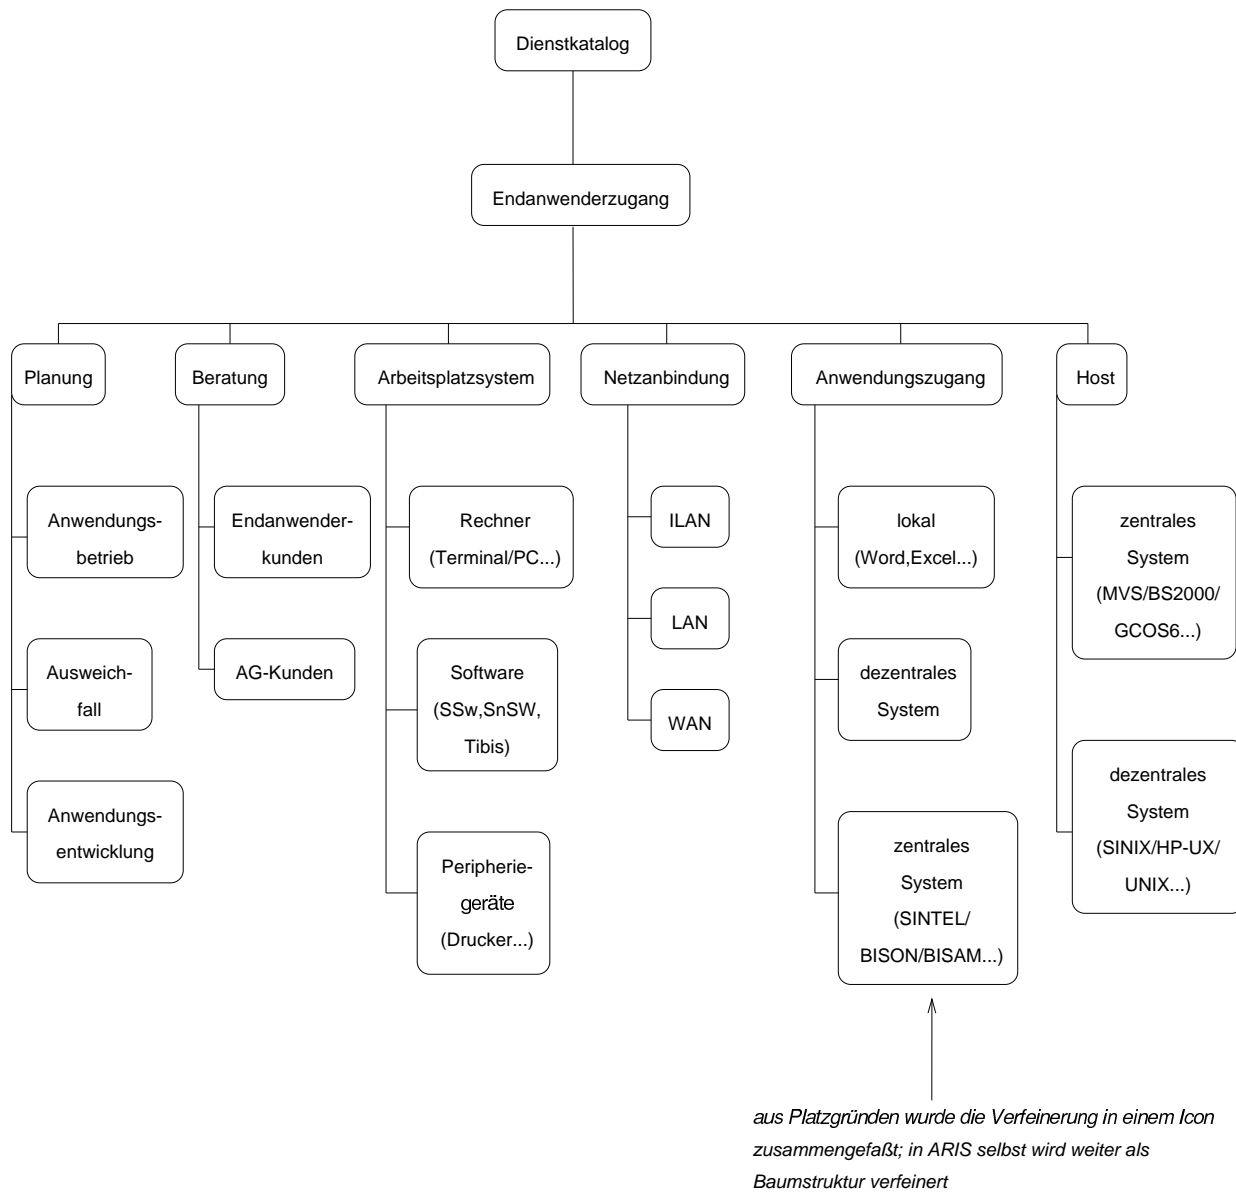 Dienstkatalog
Endanwenderzugang
Planung
Beratung
Arbeitsplatzsystem
Netzanbindung
Anwendungszugang
Host
Anwendungs-
betrieb
Ausweich-
fall
Anwendungs-
entwicklung
Endanwender-
kunden
AG-Kunden
Rechner
(Terminal/PC...)
Software
(SSw,SnSW,
Tibis)
Peripherie-
geräte
(Drucker...)
ILAN
LAN
WAN
lokal
(Word,Excel...)
dezentrales
System
zentrales
System
(SINTEL/
BISON/BISAM...)
zentrales
System
(MVS/BS2000/
GCOS6...)
dezentrales
System
(SINIX/HP-UX/
UNIX...)
aus Platzgründen wurde die Verfeinerung in einem Icon
zusammengefaßt; in ARIS selbst wird weiter als
Baumstruktur verfeinert